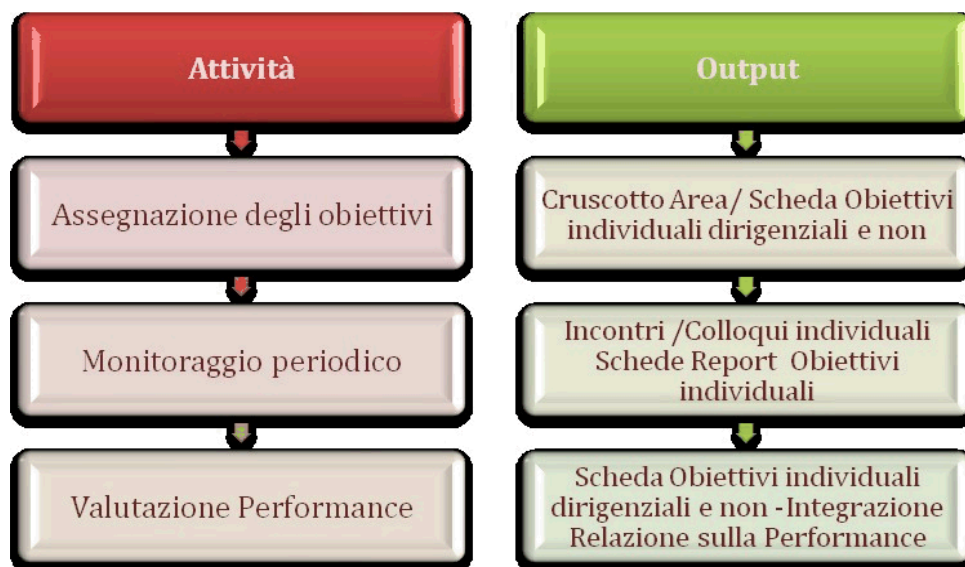 Attività
Assegnazione degli obiettivi
Monitoraggio periodico
Valutazione Performance
Output
Cruscotto Area/ Scheda Obiettivi
individuali dirigenziali e non
Incontri /Colloqui individuali
Schede Report Obiettivi
individuali
Scheda Obiettivi individuali
dirigenziali e non -Integrazione
Relazione sulla Performance